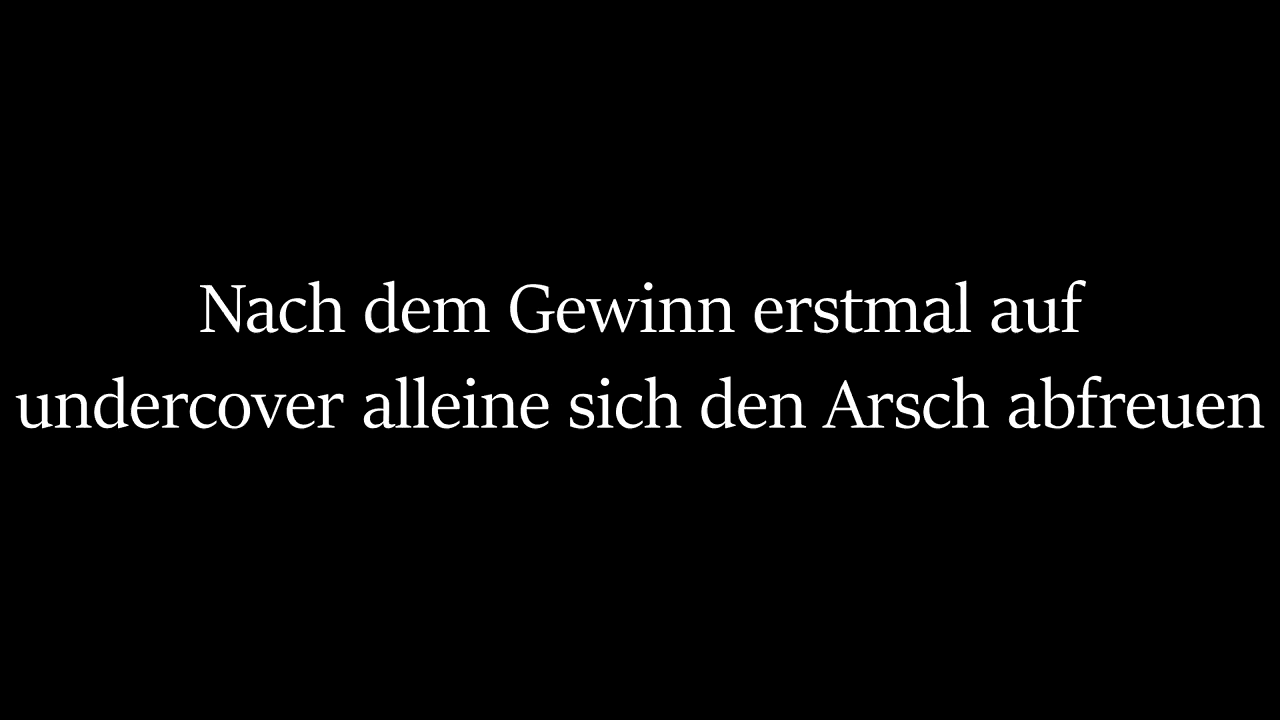 Nach dem Gewinn erstmal auf
undercover alleine sich den Arsch abfreuen